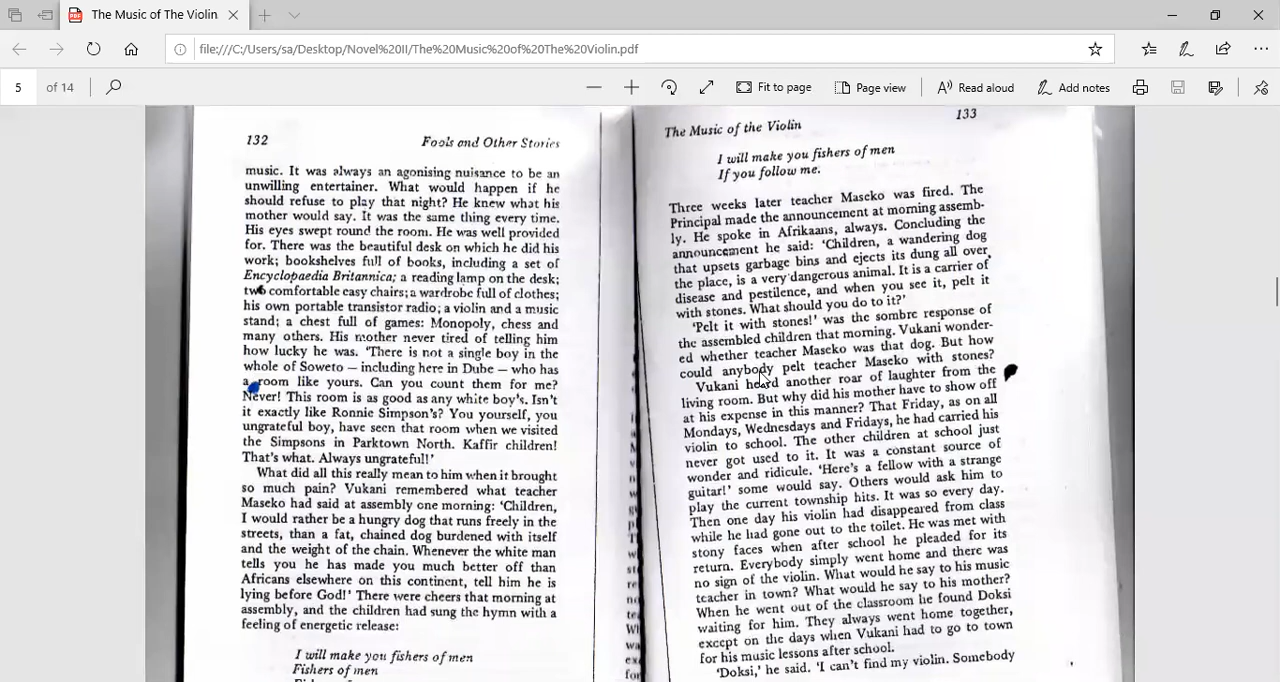 The Music of The Violin.
file:///C:/Users/sa/Desktop/Novel%20II/The%20Music%20of%20The%20Violin.pdf
5 of 14
Fit to page
Page view
Read aloud
Add notes
132 Fools and Other Stories
music. It was always an agonising nuisance to be an
unwilling entertainer. What would happen if he
should refuse to play that night? He knew what his
mother would say. It was the same thing every time.
His eyes swept round the room. He was well provided
for. There was the beautiful desk on which he did his
work; bookshelves full of books, including a set of
Encyclopaedia Britannica; a reading lamp on the desk;
two comfortable easy chairs; a wardrobe full of clothes;
his own portable transistor radio; a violin and a music
stand; a chest full of games: Monopoly, chess and
many others. His mother never tired of telling him
how lucky he was. 'There is not a single boy in the
whole of Soweto — including here in Dube — who has
a room like yours. Can you count them for me?
Never! This room is as good as any white boy's. Isn't
it exactly like Ronnie Simpson's? You yourself, you
ungrateful boy, have seen that room when we visited
the Simpsons in Parktown North. Kaffir children!
That's what. Always ungrateful!'
What did all this really mean to him when it brought
so much pain? Vukani remembered what teacher
Maseko had said at assembly one morning: 'Children,
I would rather be a hungry dog that runs freely in the
streets, than a fat, chained dog burdened with itself
and the weight of the chain. Whenever the white man
tells you he has made you much better off than
Africans elsewhere on this continent, tell him he is
lying before God!' There were cheers that morning at
assembly, and the children had sung the hymn with a
feeling of energetic release:
I will make you fishers of men
Fishers of men
The Music of the Violin 133
I will make you fishers of men
If you follow me.
Three weeks later teacher Maseko was fired. The
Principal made the announcement at morning assemb-
ly. He spoke in Afrikaans, always. Concluding the
announcement he said: 'Children, a wandering dog
that upsets garbage bins and ejects its dung all over
the place, is a very dangerous animal. It is a carrier of
disease and pestilence, and when you see it, pelt it
with stones. What should you do to it?'
'Pelt it with stones!' was the sombre response of
the assembled children that morning. Vukani wonder-
ed whether teacher Maseko was that dog. But how
could anybody pelt teacher Maseko with stones?
Vukani heard another roar of laughter from the
living room. But why did his mother have to show off
at his expense in this manner? That Friday, as on all
Mondays, Wednesdays and Fridays, he had carried his
violin to school. The other children at school just
never got used to it. It was a constant source of
wonder and ridicule. 'Here's a fellow with a strange
guitar!' some would say. Others would ask him to
play the current township hits. It was so every day.
Then one day his violin had disappeared from class
while he had gone out to the toilet. He was met with
stony faces when after school he pleaded for its
return. Everybody simply went home and there was
no sign of the violin. What would he say to his music
teacher in town? What would he say to his mother?
When he went out of the classroom he found Doksi
waiting for him. They always went home together,
except on the days when Vukani had to go to town
for his music lessons after school.
'Doksi,' he said. 'I can't find my violin. Somebody